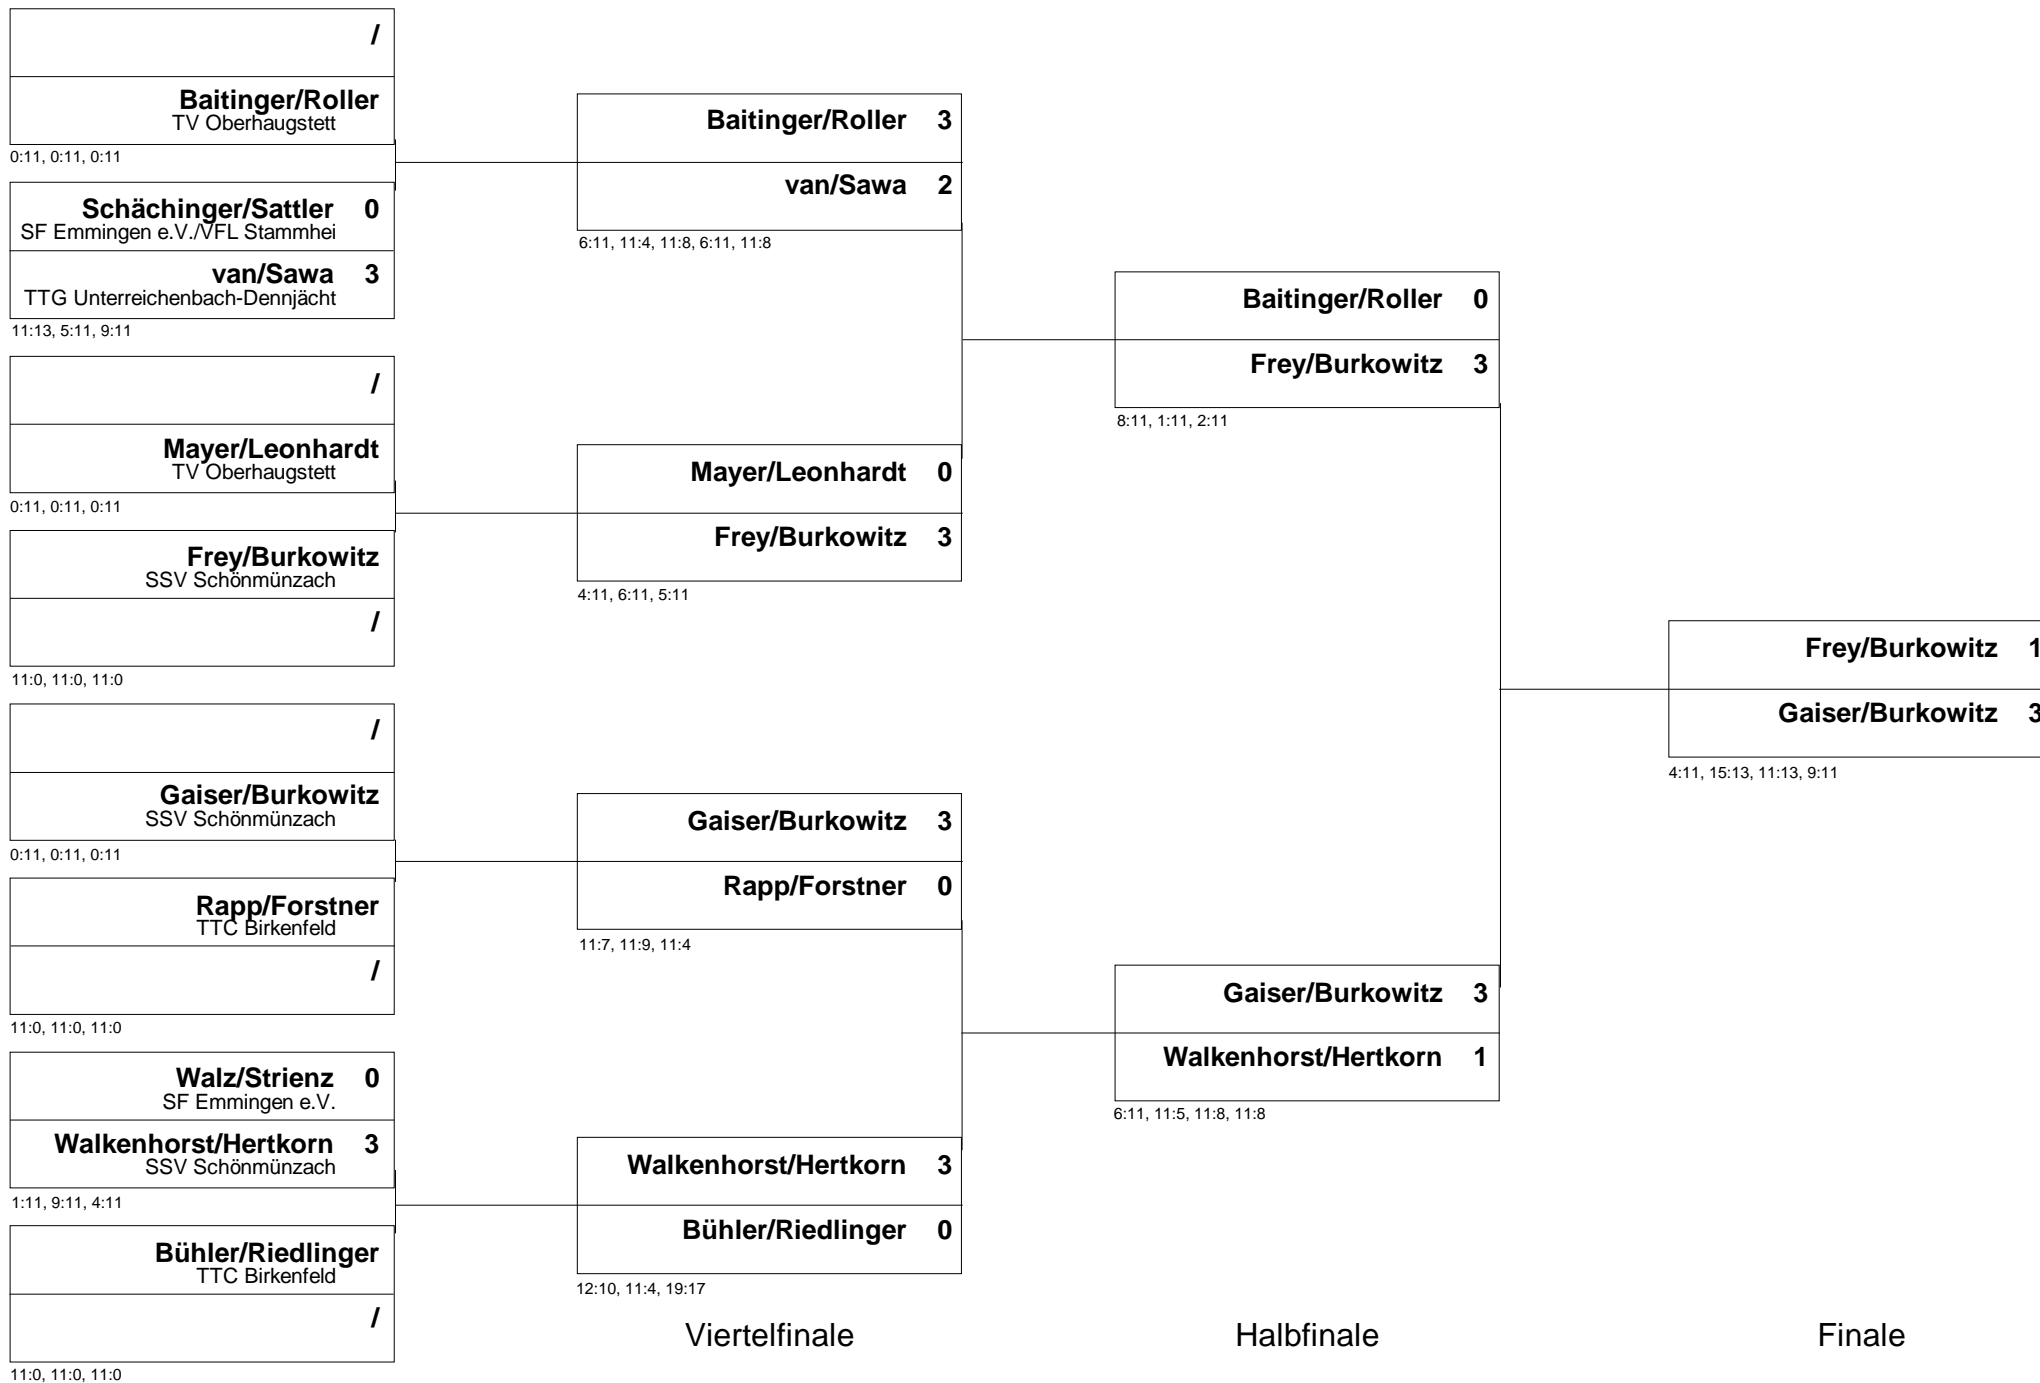 /
Baitinger/Roller
TV Oberhaugstett
0:11, 0:11, 0:11
Schächinger/Sattler 0
SF Emmingen e.V./VFL Stammhei
van/Sawa 3
TTG Unterreichenbach-Dennjächt
11:13, 5:11, 9:11
/
Mayer/Leonhardt
TV Oberhaugstett
0:11, 0:11, 0:11
Frey/Burkowitz
SSV Schönmünzach
/
11:0, 11:0, 11:0
/
Gaiser/Burkowitz
SSV Schönmünzach
0:11, 0:11, 0:11
Rapp/Forstner
TTC Birkenfeld
/
11:0, 11:0, 11:0
Walz/Strienz 0
SF Emmingen e.V.
Walkenhorst/Hertkorn 3
SSV Schönmünzach
1:11, 9:11, 4:11
Bühler/Riedlinger
TTC Birkenfeld
/
11:0, 11:0, 11:0
Baitinger/Roller 3
van/Sawa 2
6:11, 11:4, 11:8, 6:11, 11:8
Mayer/Leonhardt 0
Frey/Burkowitz 3
4:11, 6:11, 5:11
Gaiser/Burkowitz 3
Rapp/Forstner 0
11:7, 11:9, 11:4
Walkenhorst/Hertkorn 3
Bühler/Riedlinger 0
12:10, 11:4, 19:17
Viertelfinale
Baitinger/Roller 0
Frey/Burkowitz 3
8:11, 1:11, 2:11
Gaiser/Burkowitz 3
Walkenhorst/Hertkorn 1
6:11, 11:5, 11:8, 11:8
Halbfinale
Frey/Burkowitz 1
Gaiser/Burkowitz 3
4:11, 15:13, 11:13, 9:11
Finale